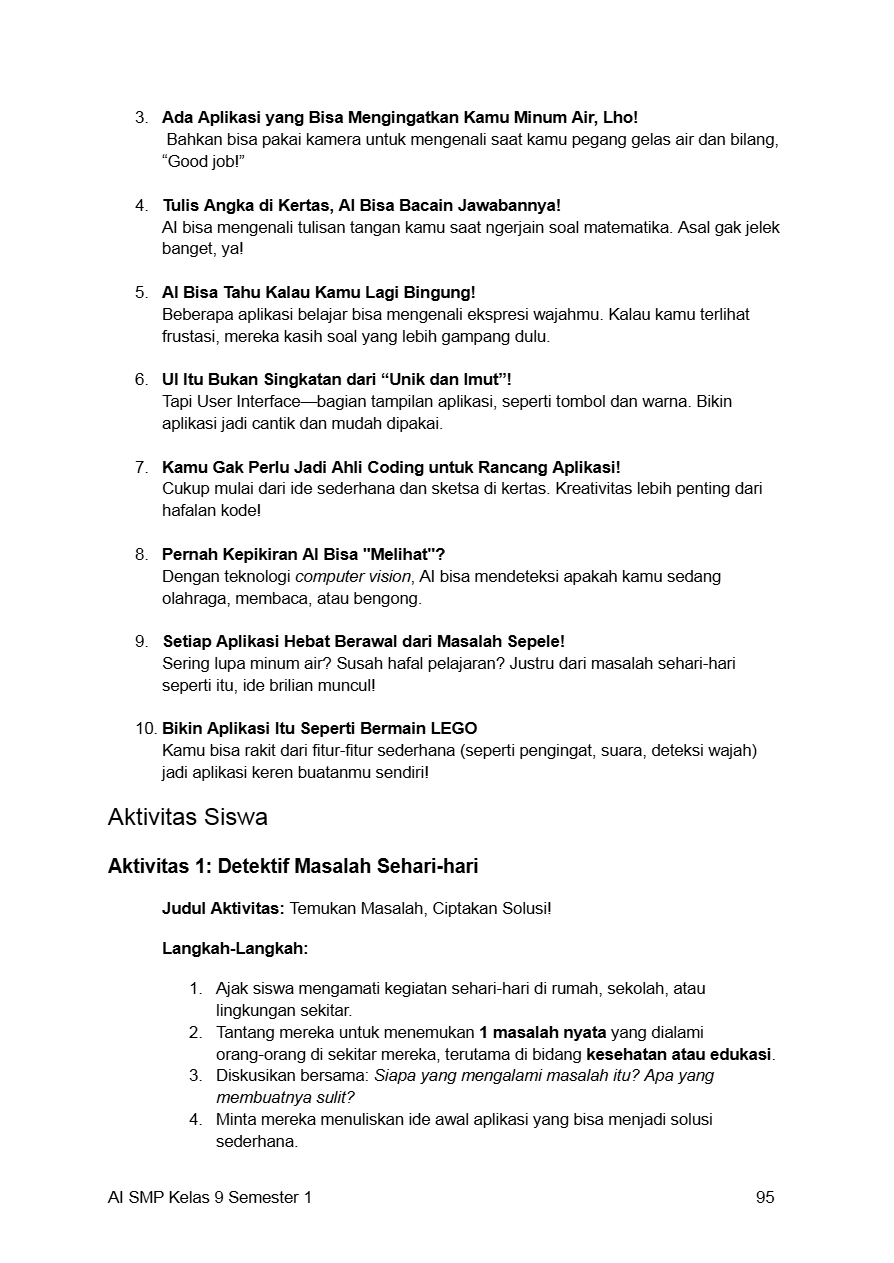 3. Ada Aplikasi yang Bisa Mengingatkan Kamu Minum Air, Lho!
Bahkan bisa pakai kamera untuk mengenali saat kamu pegang gelas air dan bilang,
“Good job!”
4. Tulis Angka di Kertas, AI Bisa Bacain Jawabannya!
AI bisa mengenali tulisan tangan kamu saat ngerjain soal matematika. Asal gak jelek
banget, ya!
5. AI Bisa Tahu Kalau Kamu Lagi Bingung!
Beberapa aplikasi belajar bisa mengenali ekspresi wajahmu. Kalau kamu terlihat
frustasi, mereka kasih soal yang lebih gampang dulu.
6. UI Itu Bukan Singkatan dari “Unik dan Imut”!
Tapi User Interface—bagian tampilan aplikasi, seperti tombol dan warna. Bikin
aplikasi jadi cantik dan mudah dipakai.
7. Kamu Gak Perlu Jadi Ahli Coding untuk Rancang Aplikasi!
Cukup mulai dari ide sederhana dan sketsa di kertas. Kreativitas lebih penting dari
hafalan kode!
8. Pernah Kepikiran AI Bisa "Melihat"?
Dengan teknologi computer vision, AI bisa mendeteksi apakah kamu sedang
olahraga, membaca, atau bengong.
9. Setiap Aplikasi Hebat Berawal dari Masalah Sepele!
Sering lupa minum air? Susah hafal pelajaran? Justru dari masalah sehari-hari
seperti itu, ide brilian muncul!
10. Bikin Aplikasi Itu Seperti Bermain LEGO
Kamu bisa rakit dari fitur-fitur sederhana (seperti pengingat, suara, deteksi wajah)
jadi aplikasi keren buatanmu sendiri!
Aktivitas Siswa
Aktivitas 1: Detektif Masalah Sehari-hari
Judul Aktivitas: Temukan Masalah, Ciptakan Solusi!
Langkah-Langkah:
1. Ajak siswa mengamati kegiatan sehari-hari di rumah, sekolah, atau
lingkungan sekitar.
2. Tantang mereka untuk menemukan 1 masalah nyata yang dialami
orang-orang di sekitar mereka, terutama di bidang kesehatan atau edukasi.
3. Diskusikan bersama: Siapa yang mengalami masalah itu? Apa yang
membuatnya sulit?
4. Minta mereka menuliskan ide awal aplikasi yang bisa menjadi solusi
sederhana.
AI SMP Kelas 9 Semester 1 95